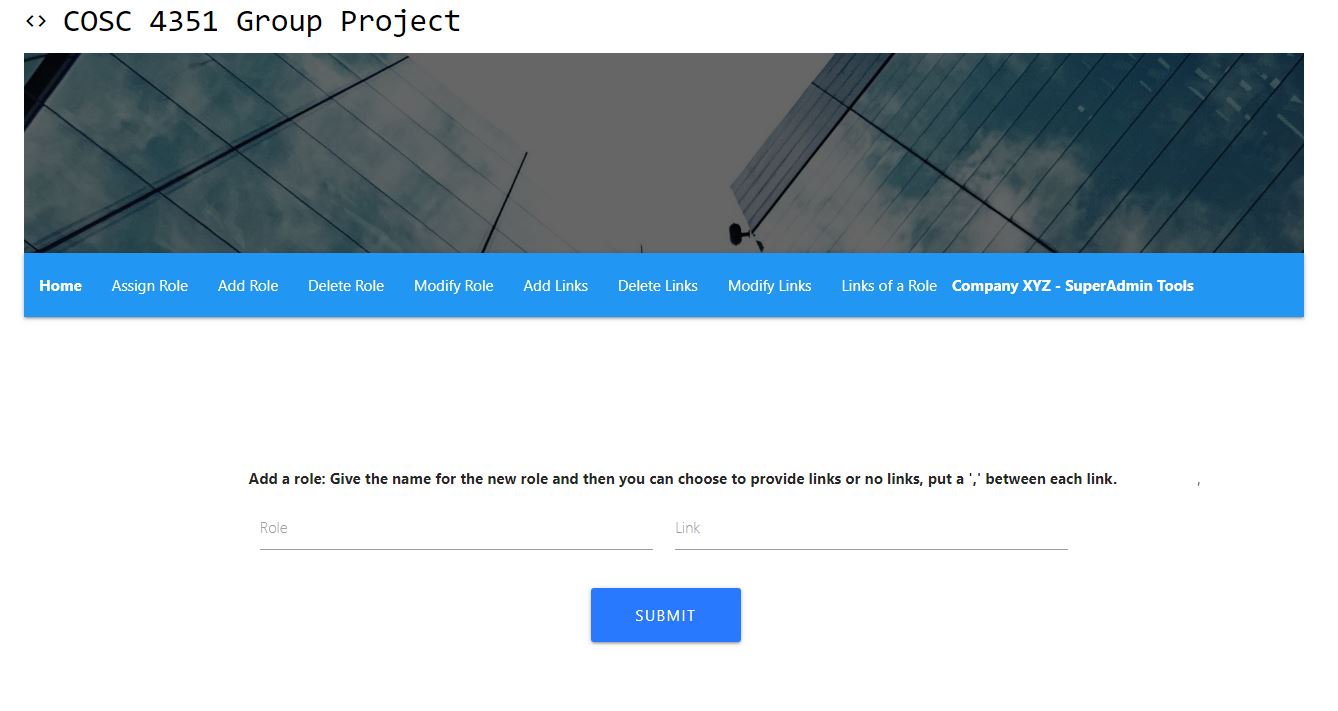 <> COSC 4351 Group Project
Home Assign Role Add Role Delete Role Modify Role Add Links Delete Links Modify Links Links of a Role Company XYZ - SuperAdmin Tools
Add a role: Give the name for the new role and then you can choose to provide links or no links, put a ',' between each link. ,
Role Link
SUBMIT